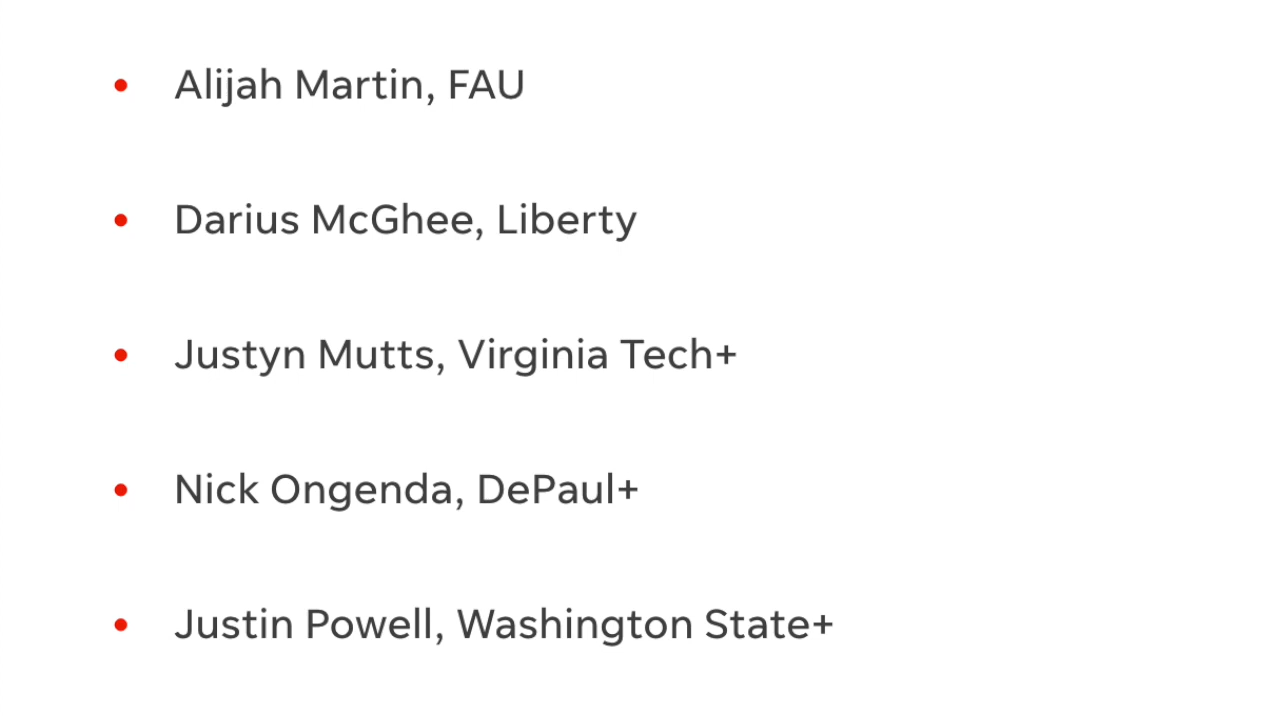 • Alijah Martin, FAU
• Darius McGhee, Liberty
• Justyn Mutts, Virginia Tech+
• Nick Ongenda, DePaul+
• Justin Powell, Washington State+